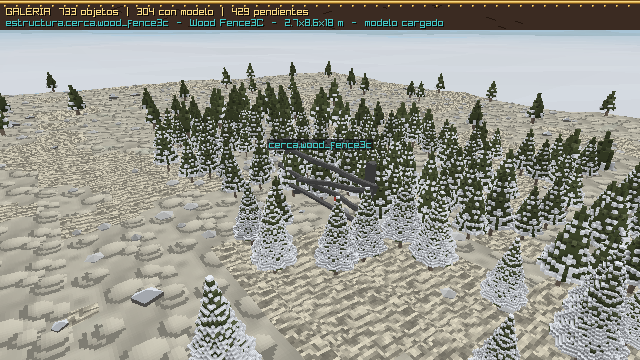 GALERIA 733 objetos | 304 con modelo | 429 pendientes
estructura.cerca.wood_fence3c - Wood Fence3C - 2.7x8.6x18 m - modelo cargado
cerca.wood_fence3c